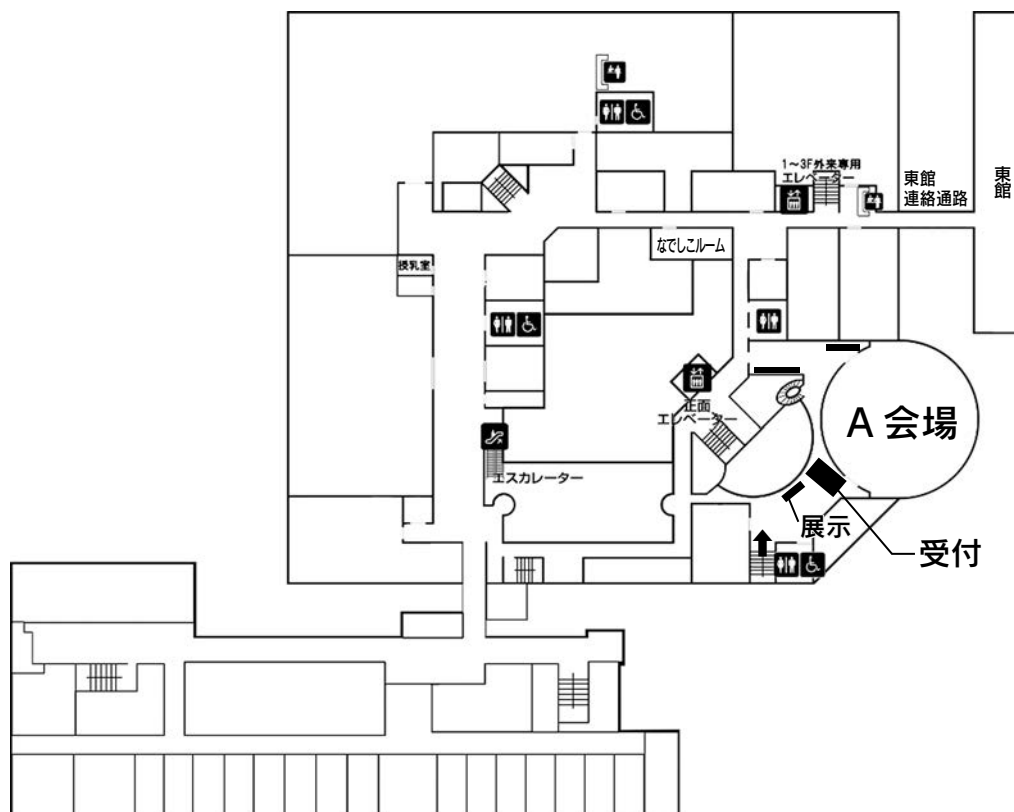 1〜3F外来専用
エレベーター
東館
連絡通路
東館
なでしこルーム
授乳室
正面
エレベーター
A 会場
エスカレーター
展示
受付